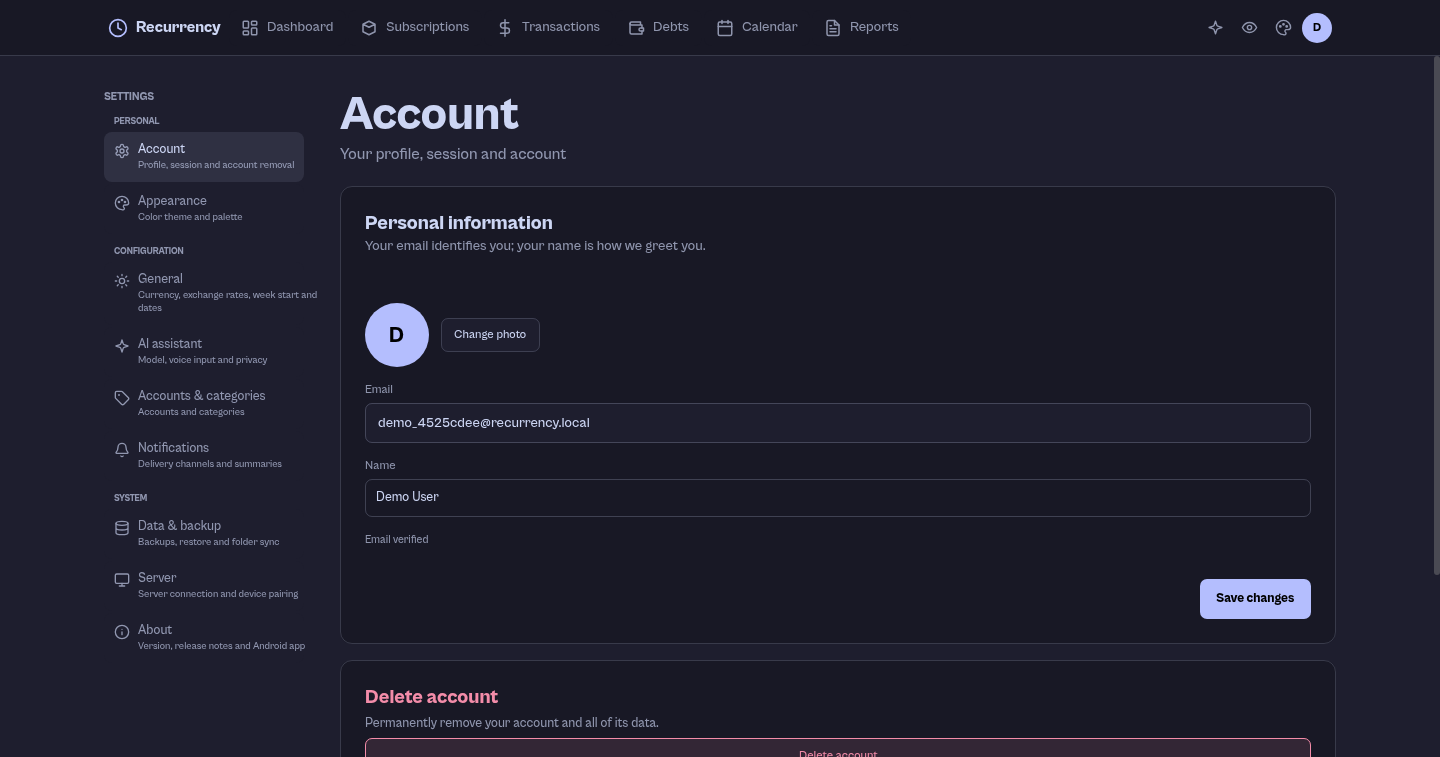 Recurrency
Dashboard
Subscriptions
Transactions
Debts
Calendar
Reports
D
SETTINGS
PERSONAL
Account
Profile, session and account removal
Appearance
Color theme and palette
CONFIGURATION
General
Currency, exchange rates, week start and
dates
AI assistant
Model, voice input and privacy
Accounts & categories
Accounts and categories
Notifications
Delivery channels and summaries
SYSTEM
Data & backup
Backups, restore and folder sync
Server
Server connection and device pairing
About
Version, release notes and Android app
Account
Your profile, session and account
Personal information
Your email identifies you; your name is how we greet you.
D
Change photo
Email
demo_4525cdee@recurrency.local
Name
Demo User
Email verified
Save changes
Delete account
Permanently remove your account and all of its data.
Delete account